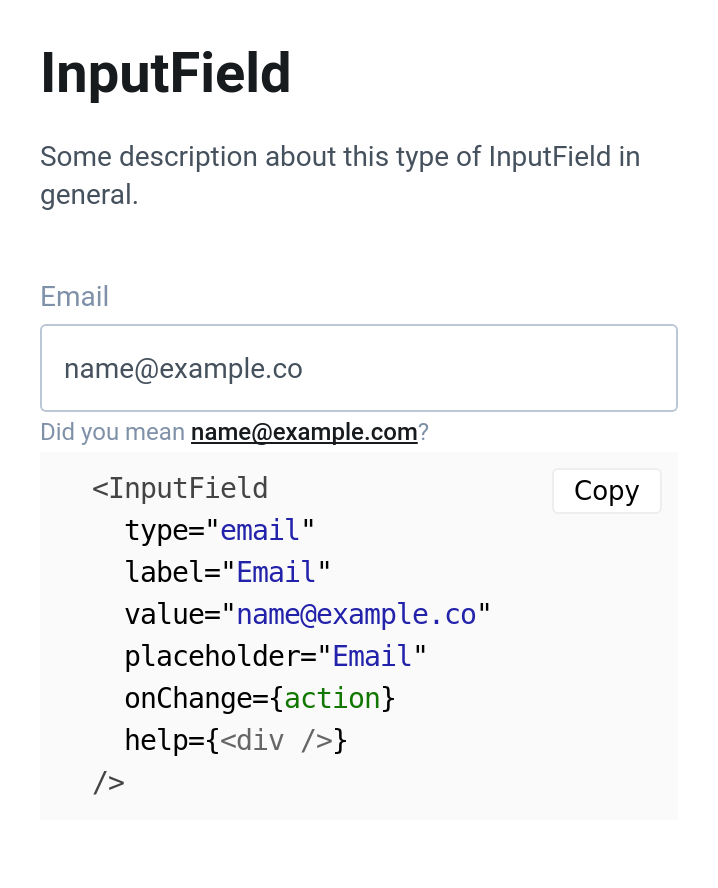 InputField
Some description about this type of InputField in
general.
Email
name@example.co
Did you mean name@example.com?
Copy
<InputField
  type="email"
  label="Email"
  value="name@example.co"
  placeholder="Email"
  onChange={action}
  help={<div />}
/>